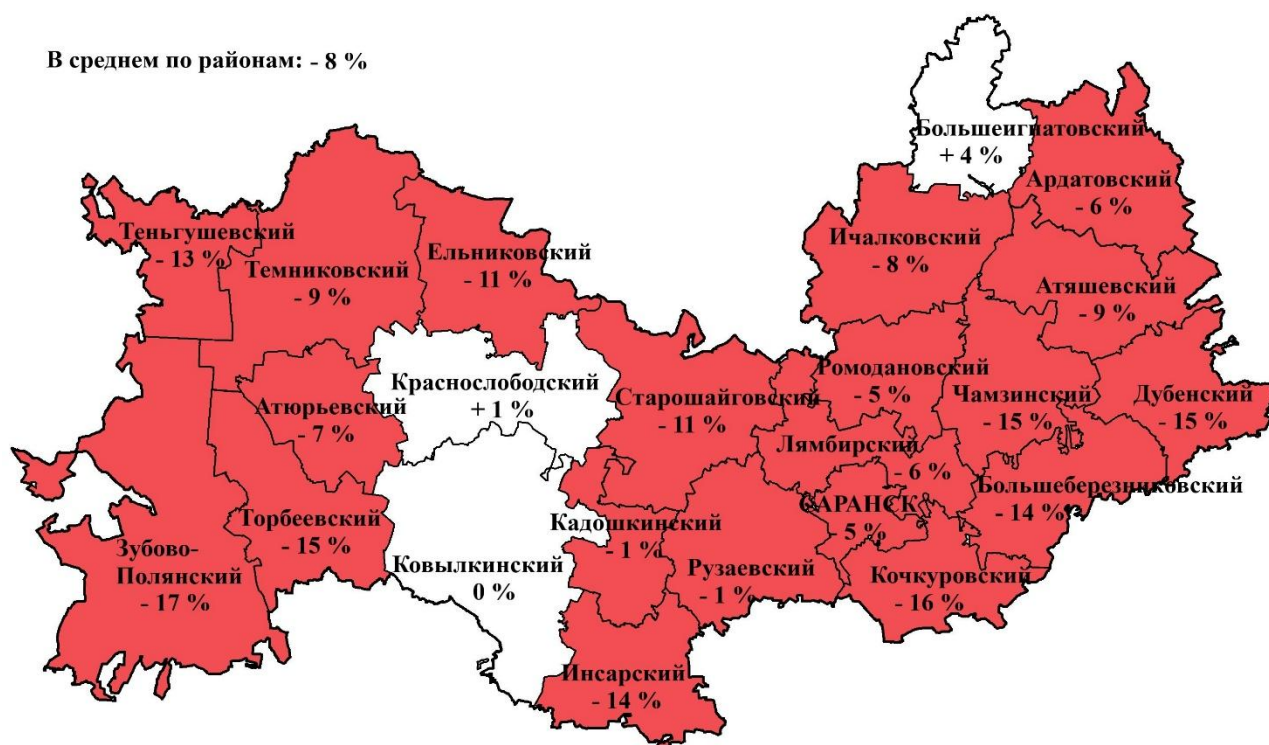 В среднем по районам: - 8 %
Большеигнатовский
+ 4 %
Ардатовский
- 6 %
Теньгушевский
- 13 %
Темниковский
- 9 %
Ельниковский
- 11 %
Ичалковский
- 8 %
Атяшевский
- 9 %
Краснослободский
+ 1 %
Атюрьевский
- 7 %
Старошайговский
- 11 %
Ромодановский
- 5 %
Чамзинский
- 15 %
Дубенский
- 15 %
Лямбирский
- 6 %
Большеберезниковский
- 14 %
САРАНСК
5 %
Торбеевский
- 15 %
Кадошкинский
- 1 %
Зубово-
Полянский
- 17 %
Ковылкинский
0 %
Рузаевский
- 1 %
Кочкуровский
- 16 %
Инсарский
- 14 %